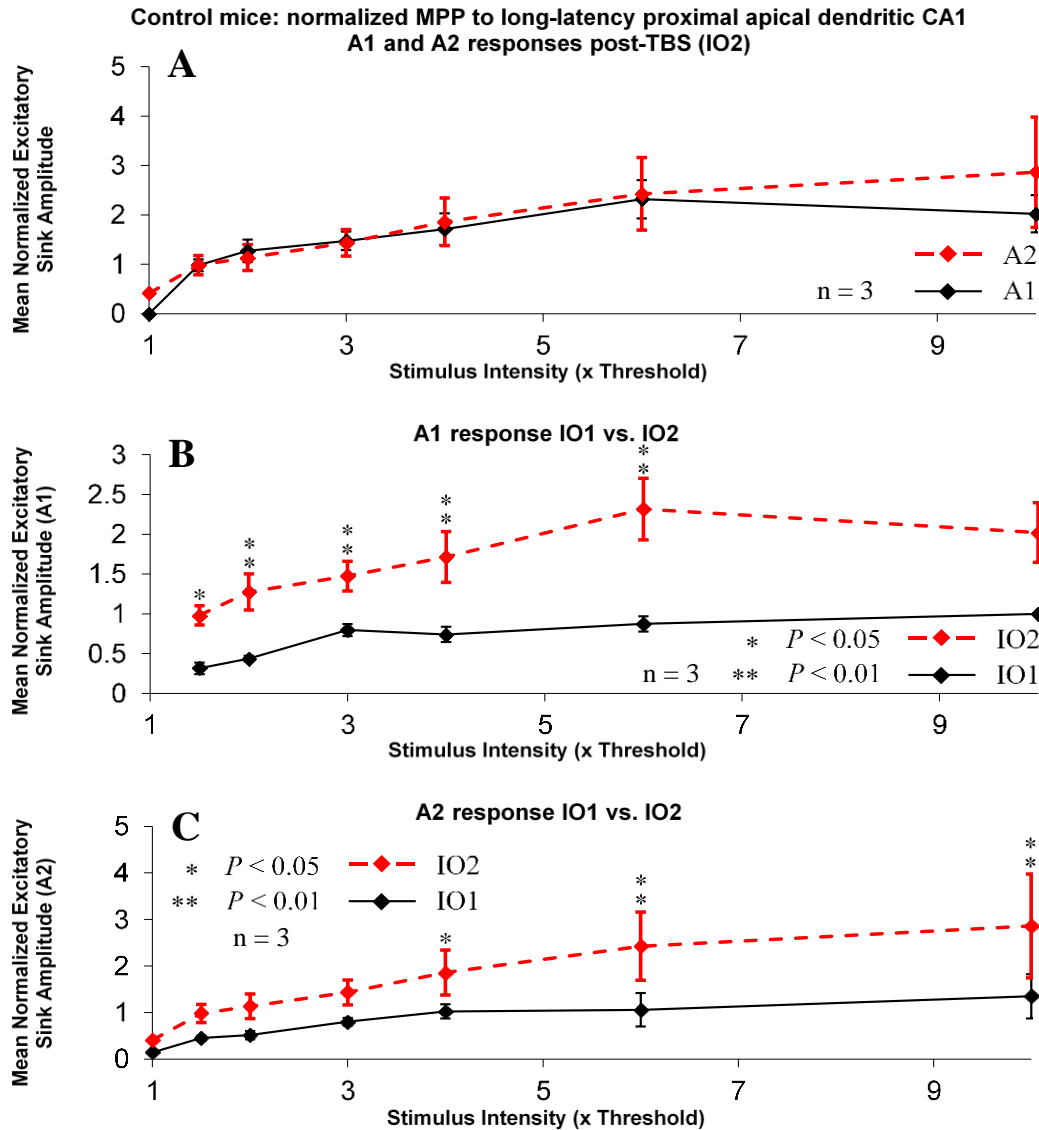 Control mice: normalized MPP to long-latency proximal apical dendritic CA1
A1 and A2 responses post-TBS (IO2)
A
Mean Normalized Excitatory
Sink Amplitude
5
4
3
2
1
0
A2
n = 3
A1
1
3
5
7
9
Stimulus Intensity (x Threshold)
A1 response IO1 vs. IO2
B
Mean Normalized Excitatory
Sink Amplitude (A1)
3
2.5
2
1.5
1
0.5
0
*
**
**
**
**
* P < 0.05 IO2
n = 3 ** P < 0.01 IO1
1
3
5
7
9
Stimulus Intensity (x Threshold)
A2 response IO1 vs. IO2
C
Mean Normalized Excitatory
Sink Amplitude (A2)
5
4
3
2
1
0
* P < 0.05 IO2
** P < 0.01 IO1
n = 3
*
**
**
1
3
5
7
9
Stimulus Intensity (x Threshold)